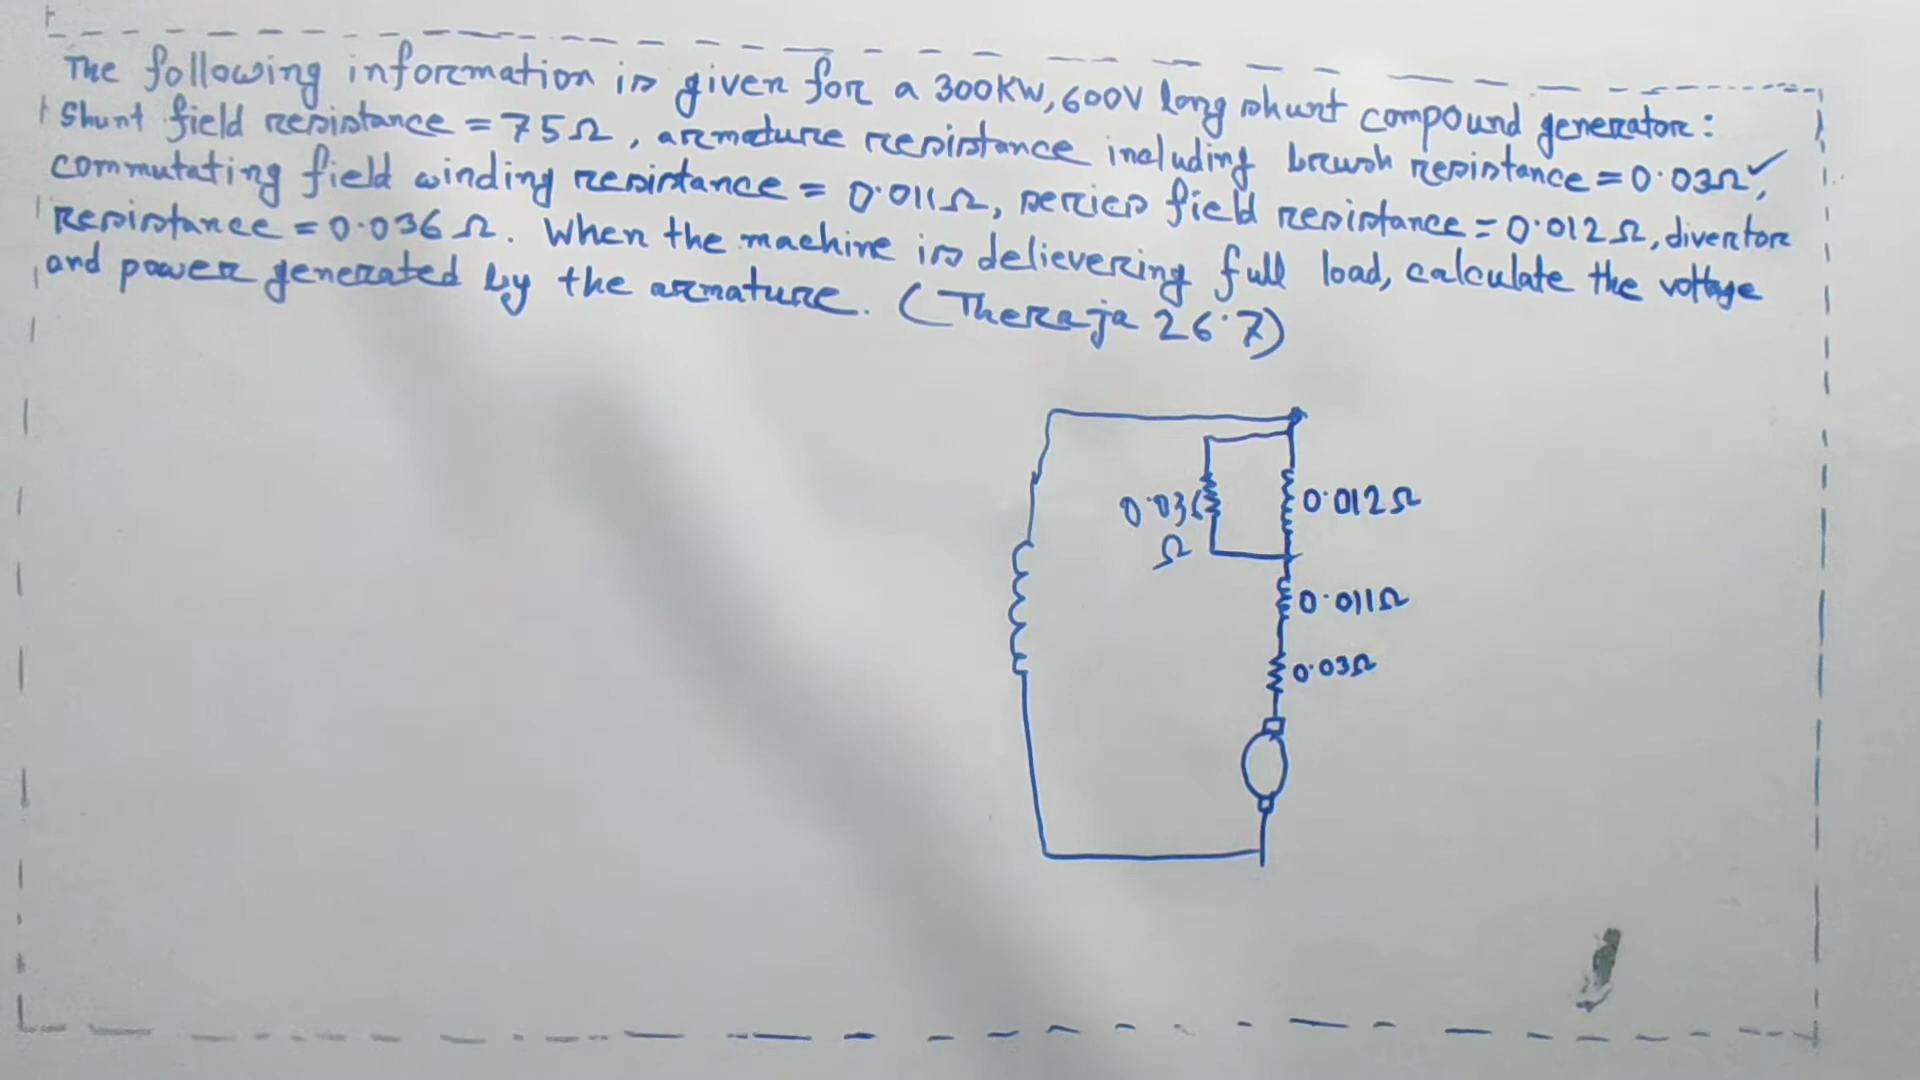 The following information is given for a 300KW, 600V long shunt compound generator:
Shunt field resistance = 75Ω, armature resistance including brush resistance = 0.03Ω✓,
commutating field winding resistance = 0.011Ω, series field resistance = 0.012Ω, divertor
Resistance = 0.036Ω. When the machine is delievering full load, calculate the voltage
and power generated by the armature. (Theraja 26.7)
0.036
Ω
0.012Ω
0.011Ω
0.03Ω